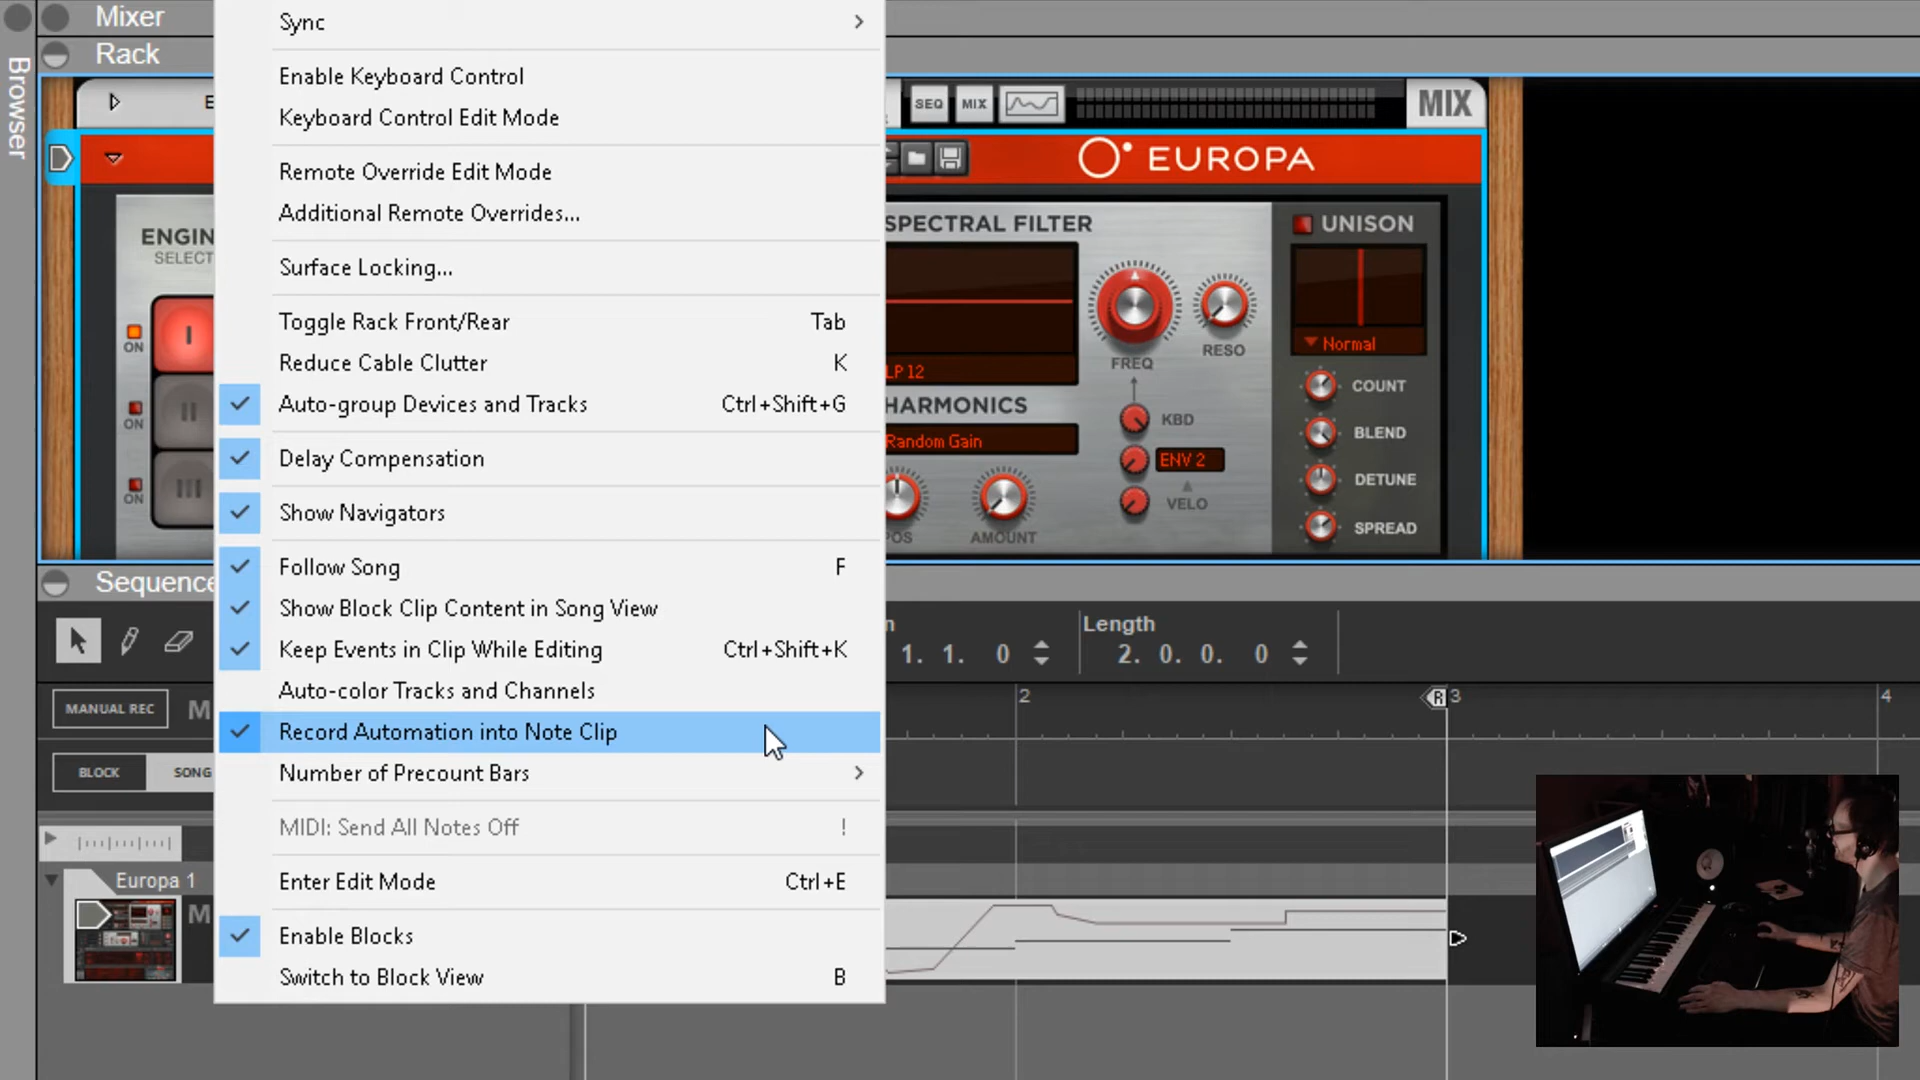 Mixer
Rack
Browser
Sync
Enable Keyboard Control
Keyboard Control Edit Mode
Remote Override Edit Mode
Additional Remote Overrides...
Surface Locking...
Toggle Rack Front/Rear Tab
Reduce Cable Clutter K
Auto-group Devices and Tracks Ctrl+Shift+G
Delay Compensation
Show Navigators
Follow Song F
Show Block Clip Content in Song View
Keep Events in Clip While Editing Ctrl+Shift+K
Auto-color Tracks and Channels
Record Automation into Note Clip
Number of Precount Bars
MIDI: Send All Notes Off !
Enter Edit Mode Ctrl+E
Enable Blocks
Switch to Block View B
E
SEQ MIX
MIX
EUROPA
ENGIN
SELECT
I
ON
II
ON
III
ON
SPECTRAL FILTER
LP 12
FREQ
RESO
HARMONICS
Random Gain
POS
AMOUNT
KBD
ENV 2
VELO
UNISON
Normal
COUNT
BLEND
DETUNE
SPREAD
Sequence
n
1. 1. 0
Length
2. 0. 0. 0
MANUAL REC M
BLOCK SONG
2 R 3 4
Europa 1
M